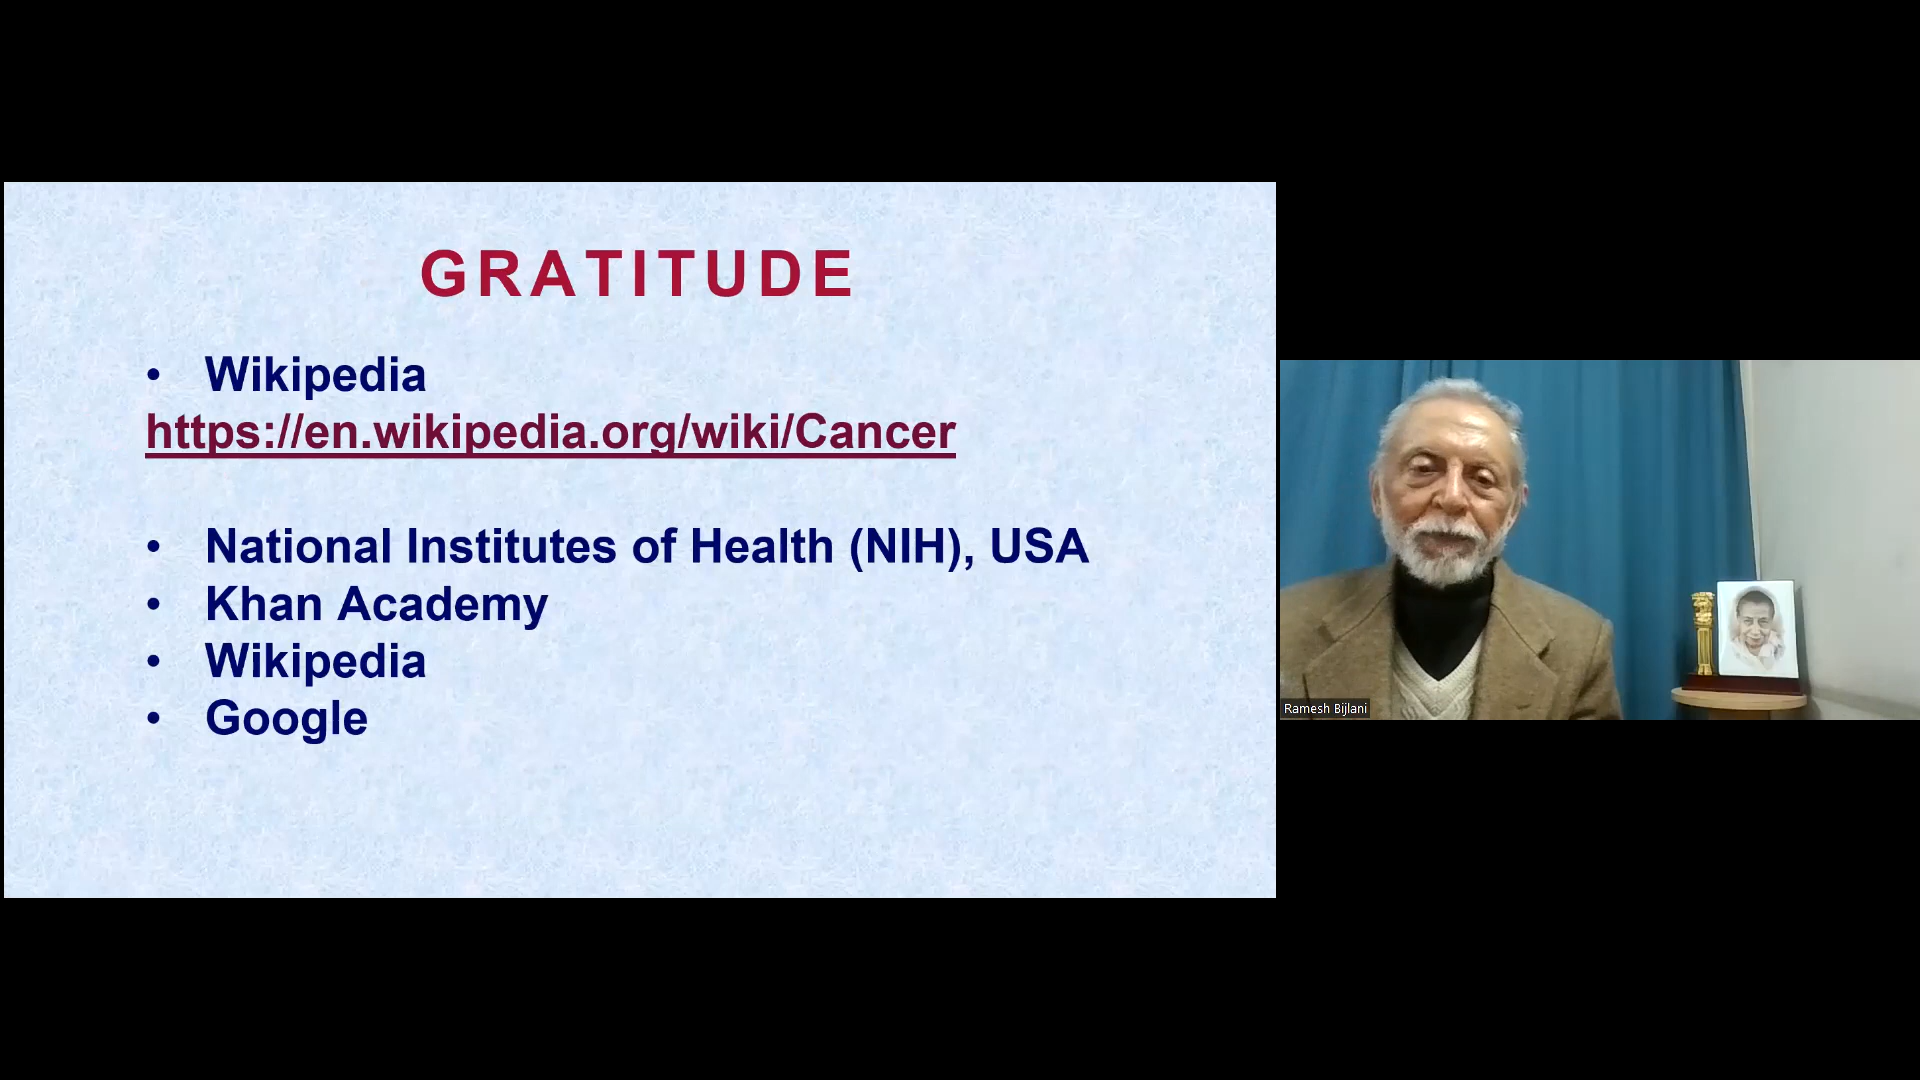 GRATITUDE
• Wikipedia
https://en.wikipedia.org/wiki/Cancer
• National Institutes of Health (NIH), USA
• Khan Academy
• Wikipedia
• Google
Ramesh Bijlani